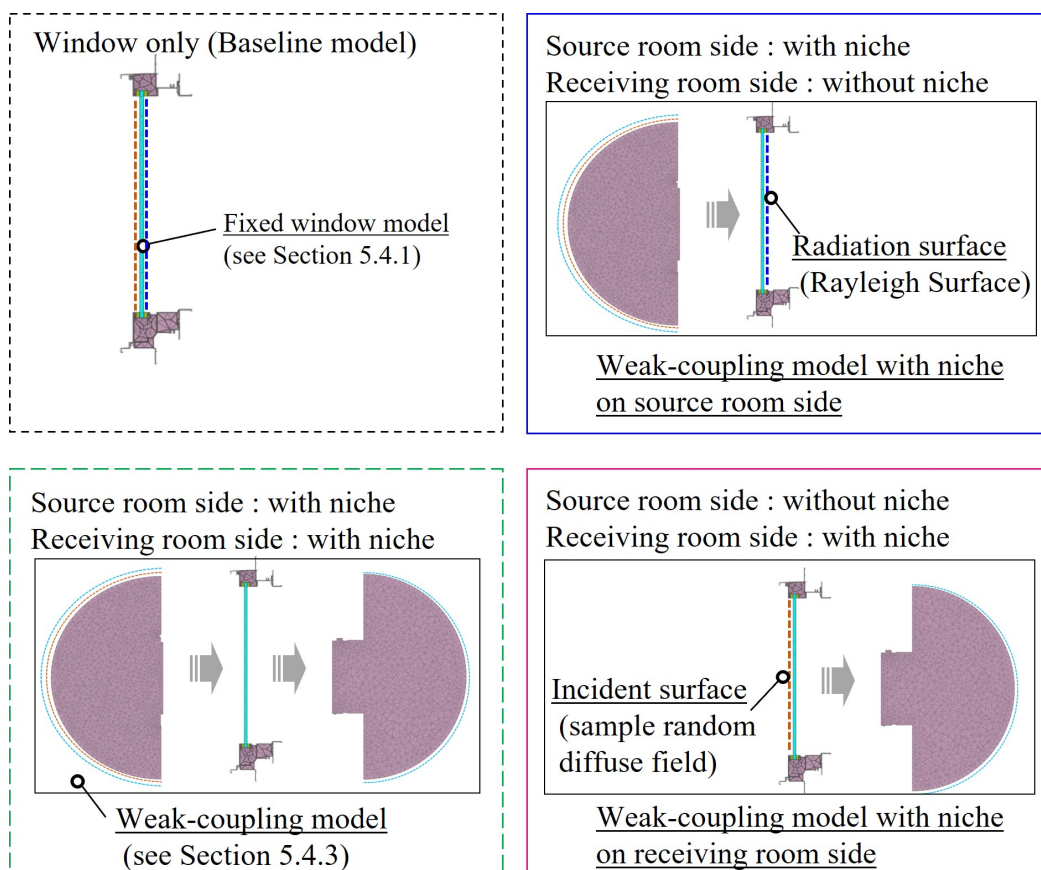 Window only (Baseline model)
Fixed window model
(see Section 5.4.1)
Source room side : with niche
Receiving room side : without niche
Radiation surface
(Rayleigh Surface)
Weak-coupling model with niche
on source room side
Source room side : with niche
Receiving room side : with niche
Weak-coupling model
(see Section 5.4.3)
Source room side : without niche
Receiving room side : with niche
Incident surface
(sample random
diffuse field)
Weak-coupling model with niche
on receiving room side